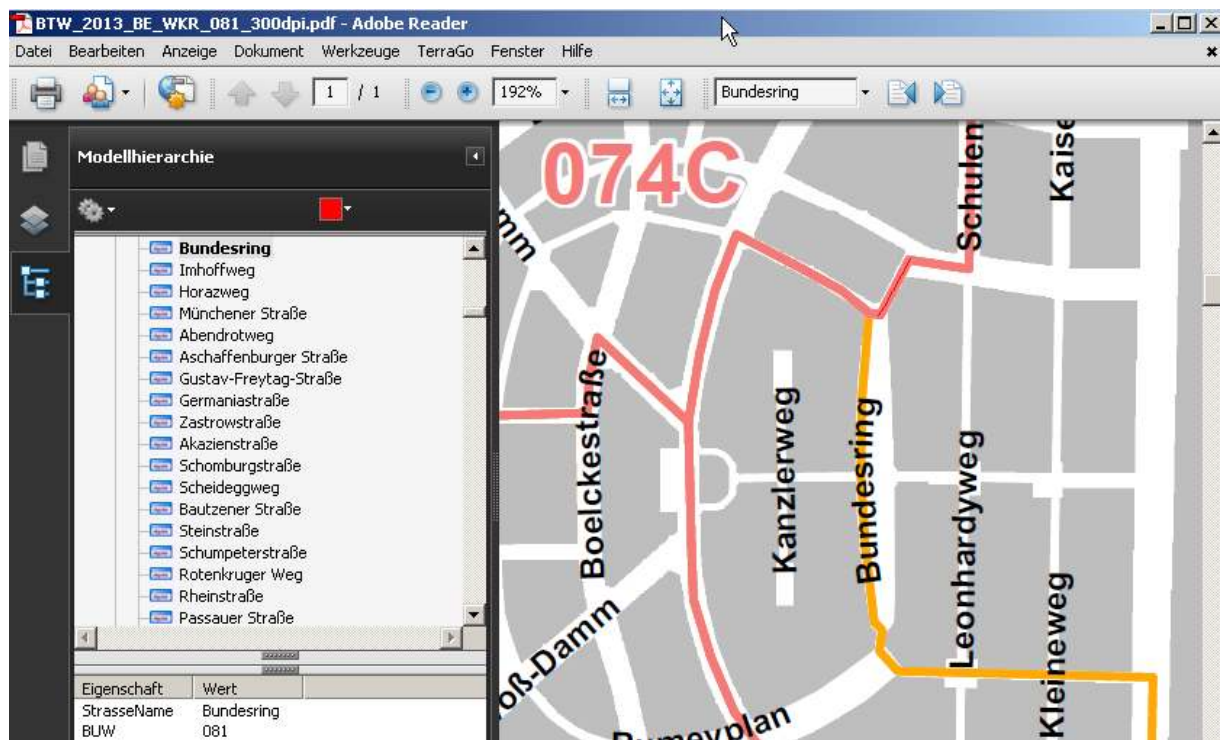 BTW_2013_BE_WKR_081_300dpi.pdf - Adobe Reader
Datei Bearbeiten Anzeige Dokument Werkzeuge TerraGo Fenster Hilfe
1 / 1 192% Bundesring
Modellhierarchie
Bundesring
Imhoffweg
Horazweg
Münchener Straße
Abendrotweg
Aschaffenburger Straße
Gustav-Freytag-Straße
Germaniastraße
Zastrowstraße
Akazienstraße
Schomburgstraße
Scheideggweg
Bautzener Straße
Steinstraße
Schumpeterstraße
Rotenkruger Weg
Rheinstraße
Passauer Straße
Eigenschaft Wert
StrasseName Bundesring
BUW 081
074C
Schulen
Kaise
mm
Boelckestraße
Kanzlerweg
Bundesring
Leonhardyweg
Kleineweg
oß-Damm
Rumeyplan